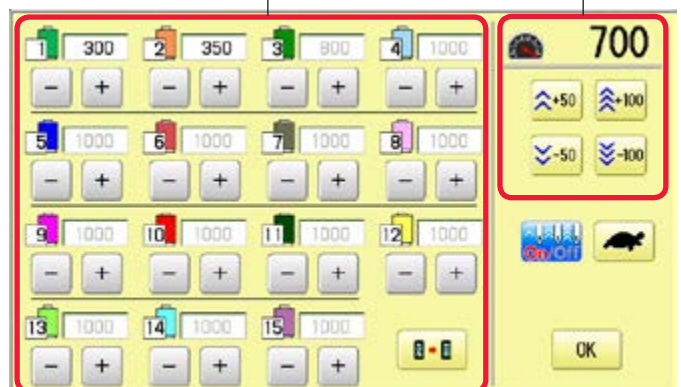 1 300 2 350 3 800 4 1000
700
- + - + - + - +
+50 +100
5 1000 6 1000 7 1000 8 1000
-50 -100
- + - + - + - +
9 1000 10 1000 11 1000 12 1000
On/Off
- + - + - + - +
13 1000 14 1000 15 1000
OK
- + - + - +